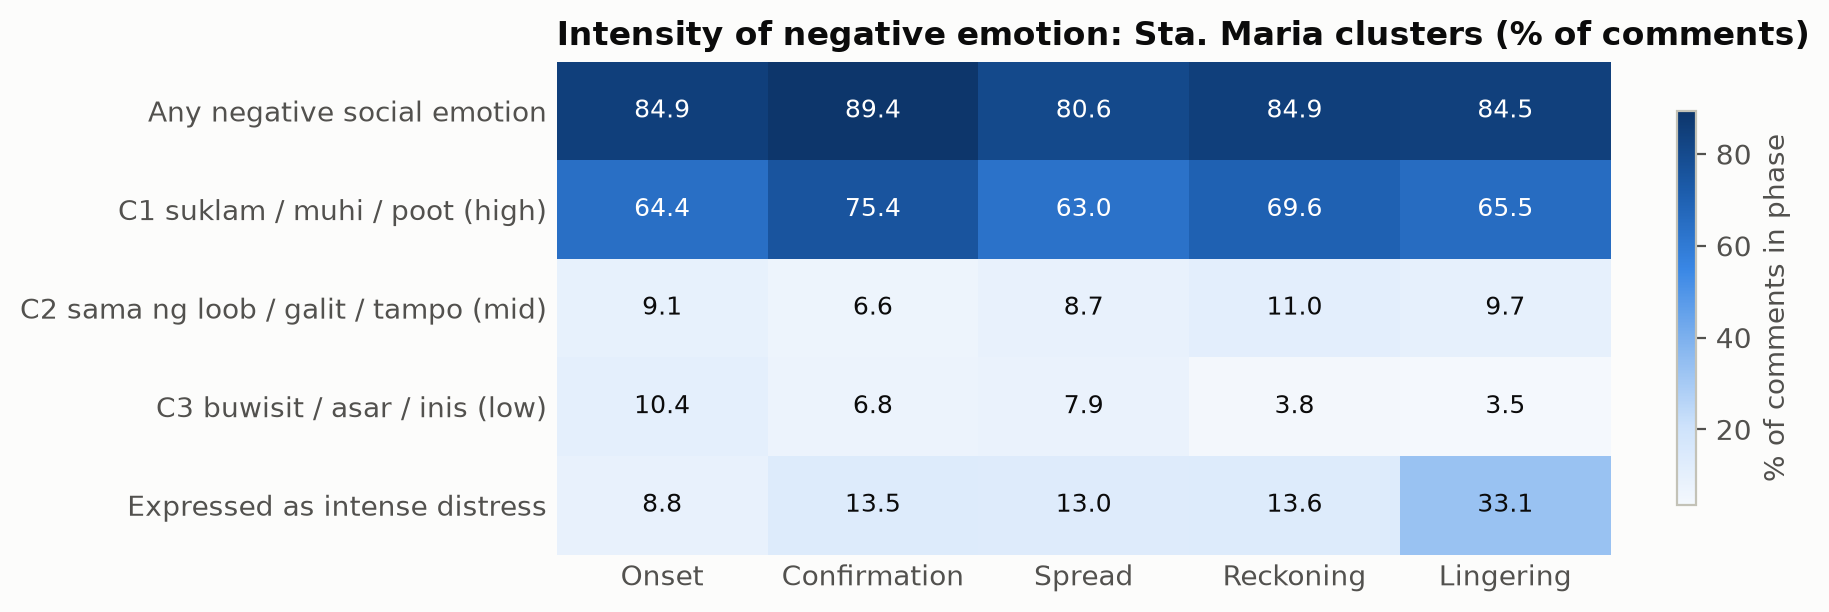 Intensity of negative emotion: Sta. Maria clusters (% of comments)
Any negative social emotion 84.9 89.4 80.6 84.9 84.5
C1 suklam / muhi / poot (high) 64.4 75.4 63.0 69.6 65.5
C2 sama ng loob / galit / tampo (mid) 9.1 6.6 8.7 11.0 9.7
C3 buwisit / asar / inis (low) 10.4 6.8 7.9 3.8 3.5
Expressed as intense distress 8.8 13.5 13.0 13.6 33.1
Onset Confirmation Spread Reckoning Lingering
80
60
40
20
% of comments in phase